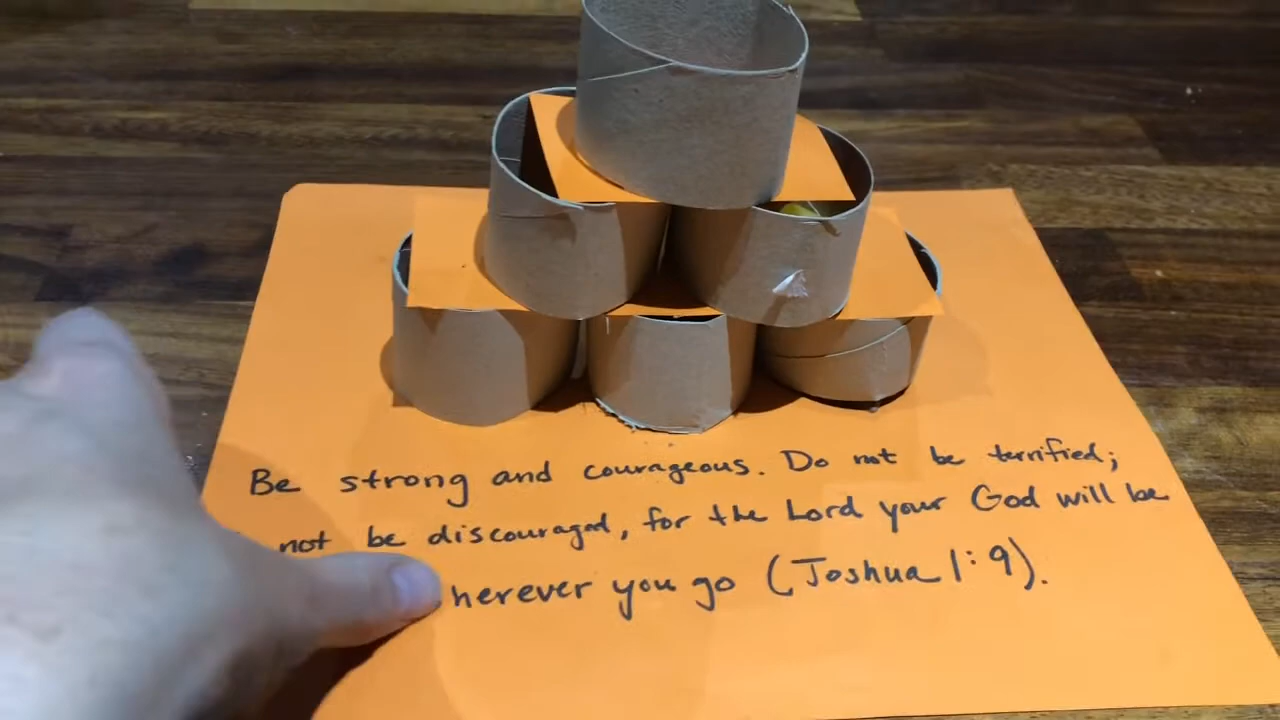 Be strong and courageous. Do not be terrified;
not be discouraged, for the Lord your God will be
herever you go (Joshua 1:9).